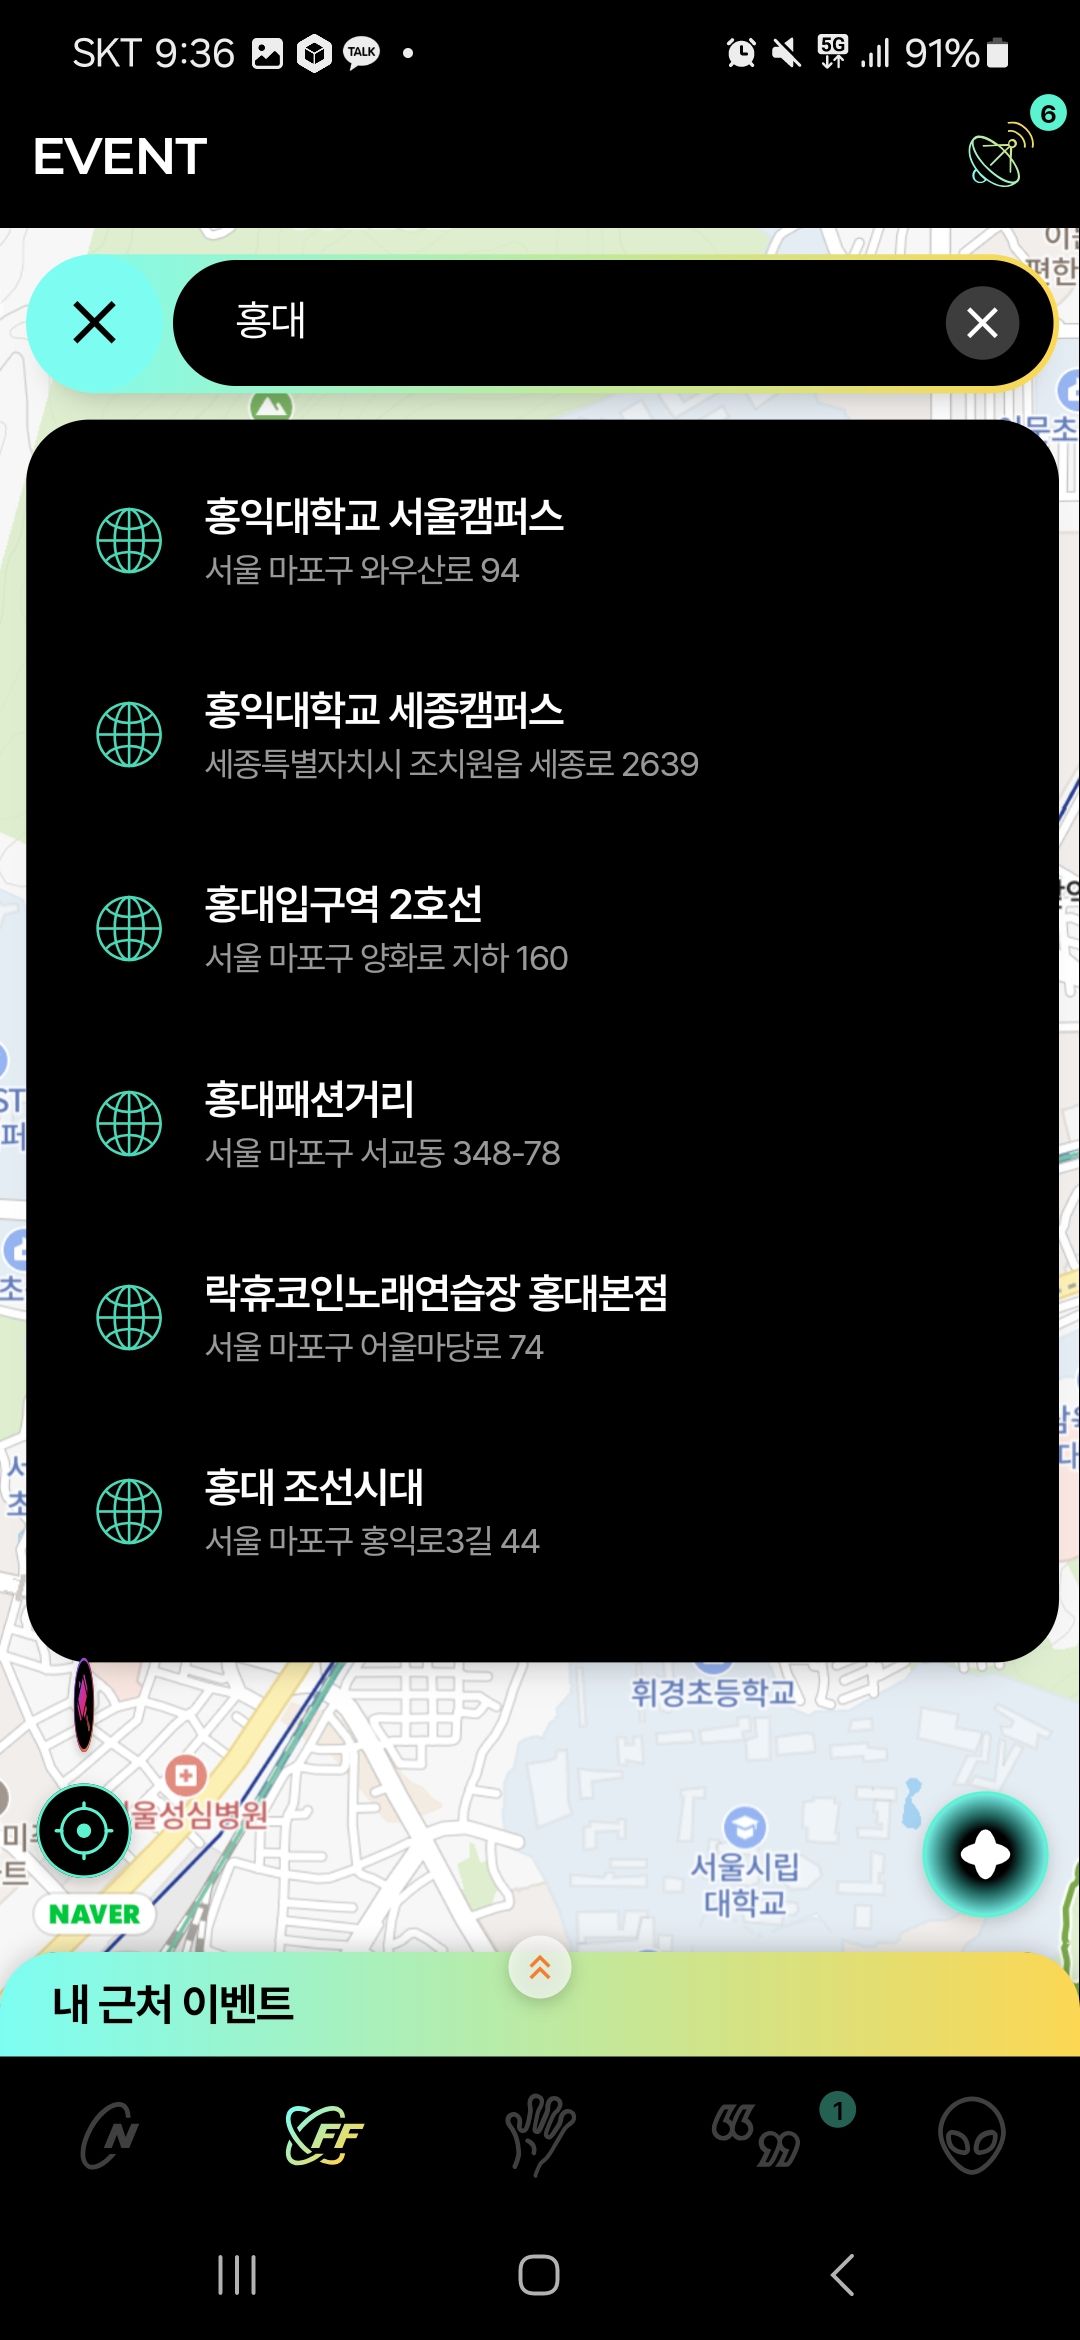 SKT 9:36 TALK 5G 91%
6
EVENT
편한
홍대
홍익대학교 서울캠퍼스
서울 마포구 와우산로 94
홍익대학교 세종캠퍼스
세종특별자치시 조치원읍 세종로 2639
홍대입구역 2호선
서울 마포구 양화로 지하 160
홍대패션거리
서울 마포구 서교동 348-78
락휴코인노래연습장 홍대본점
서울 마포구 어울마당로 74
홍대 조선시대
서울 마포구 홍익로3길 44
휘경초등학교
울성심병원
서울시립
대학교
NAVER
내 근처 이벤트
N
FF
1